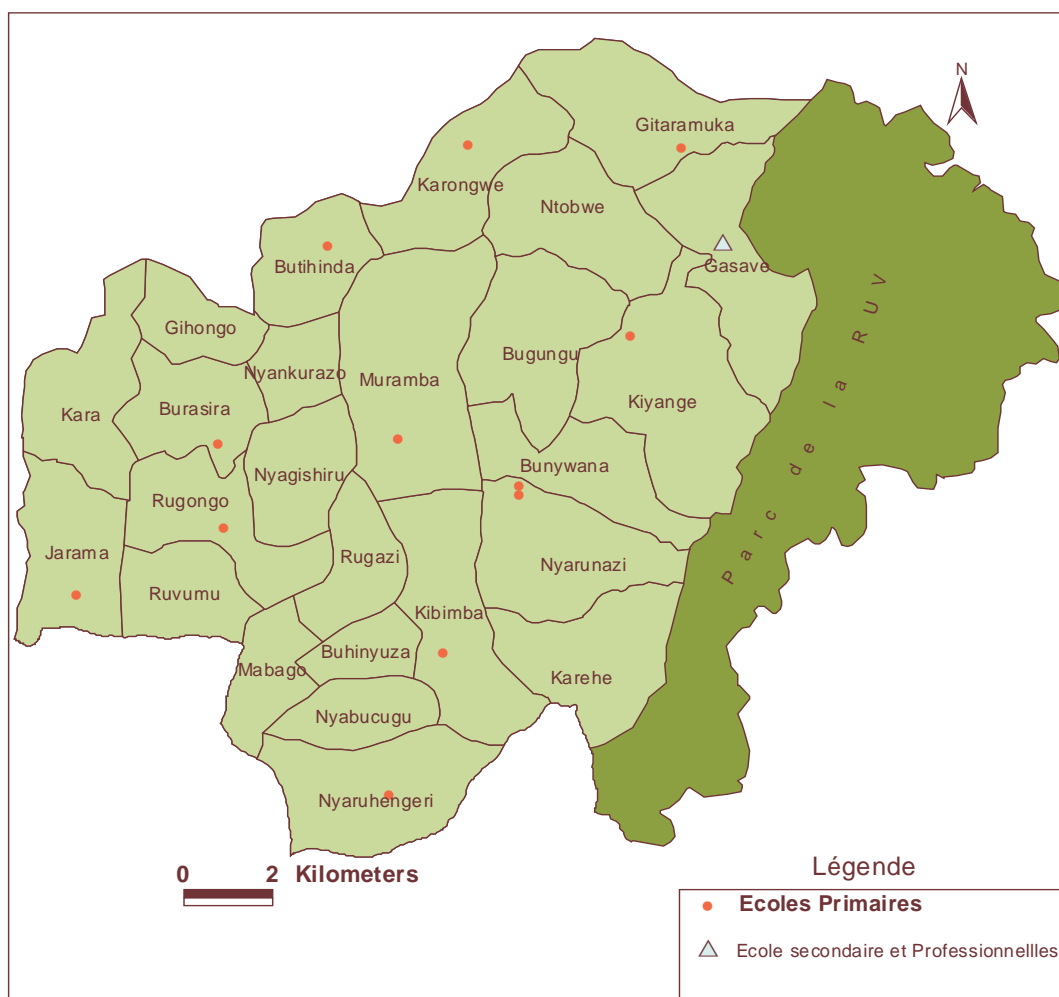 N
Gitaramuka
Karongwe
Ntobwe
Butihinda
Gasave
Gihongo
Nyankurazo
Bugungu
Muramba
Kiyange
Kara
Burasira
Nyagishiru
Bunywana
Rugongo
Jarama
Rugazi
Nyarunazi
Ruvumu
Kibimba
Buhinyuza
Mabago
Karehe
Nyabucugu
Nyaruhengeri
Parc de la RUV
0 2 Kilometers
Légende
Ecoles Primaires
Ecole secondaire et Professionnellles